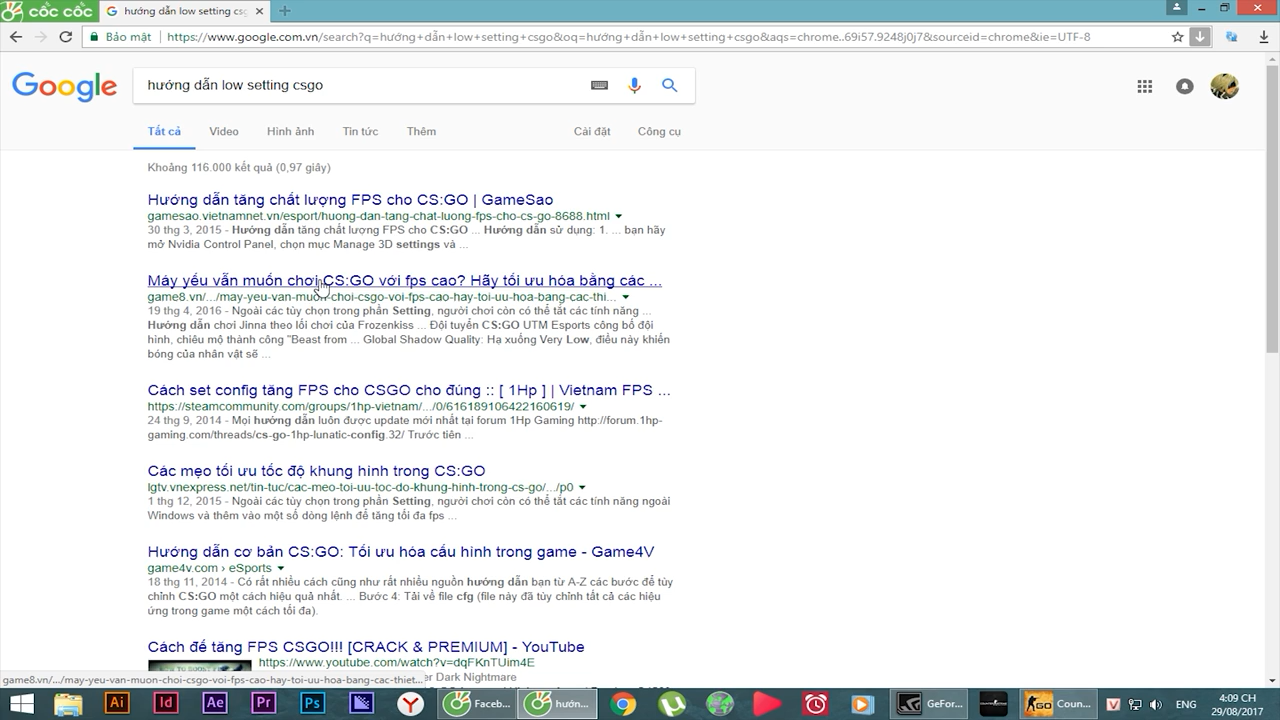 cốc cốc
hướng dẫn low setting csg
Bảo mật
https://www.google.com.vn/search?q=hướng+dẫn+low+setting+csgo&oq=hướng+dẫn+low+setting+csgo&aqs=chrome..69i57.9248j0j7&sourceid=chrome&ie=UTF-8
Google
hướng dẫn low setting csgo
Tất cả
Video
Hình ảnh
Tin tức
Thêm
Cài đặt
Công cụ
Khoảng 116.000 kết quả (0,97 giây)
Hướng dẫn tăng chất lượng FPS cho CS:GO | GameSao
gamesao.vietnamnet.vn/esport/huong-dan-tang-chat-luong-fps-cho-cs-go-8688.html
30 thg 3, 2015 - Hướng dẫn tăng chất lượng FPS cho CS:GO ... Hướng dẫn sử dụng: 1. ... bạn hãy
mở Nvidia Control Panel, chọn mục Manage 3D settings và ...
Máy yếu vẫn muốn chơi CS:GO với fps cao? Hãy tối ưu hóa bằng các ...
game8.vn/.../may-yeu-van-muon-choi-csgo-voi-fps-cao-hay-toi-uu-hoa-bang-cac-thi...
19 thg 4, 2016 - Ngoài các tùy chọn trong phần Setting, người chơi còn có thể tắt các tính năng ...
Hướng dẫn chơi Jinna theo lối chơi của Frozenkiss ... Đội tuyển CS:GO UTM Esports công bố đội
hình, chiêu mộ thành công "Beast from ... Global Shadow Quality: Hạ xuống Very Low, điều này khiến
bóng của nhân vật sẽ ...
Cách set config tăng FPS cho CSGO cho đúng :: [ 1Hp ] | Vietnam FPS ...
https://steamcommunity.com/groups/1hp-vietnam/.../0/616189106422160619/
24 thg 9, 2014 - Mọi hướng dẫn luôn được update mới nhất tại forum 1Hp Gaming http://forum.1hp-
gaming.com/threads/cs-go-1hp-lunatic-config.32/ Trước tiên ...
Các mẹo tối ưu tốc độ khung hình trong CS:GO
lgtv.vnexpress.net/tin-tuc/cac-meo-toi-uu-toc-do-khung-hinh-trong-cs-go/.../p0
1 thg 12, 2015 - Ngoài các tùy chọn trong phần Setting, người chơi còn có thể tắt các tính năng ngoài
Windows và thêm vào một số dòng lệnh để tăng tối đa fps ...
Hướng dẫn cơ bản CS:GO: Tối ưu hóa cấu hình trong game - Game4V
game4v.com › eSports
18 thg 11, 2014 - Có rất nhiều cách cũng như rất nhiều nguồn hướng dẫn bạn từ A-Z các bước để tùy
chỉnh CS:GO một cách hiệu quả nhất. ... Bước 4: Tải về file cfg (file này đã tùy chỉnh tất cả các hiệu
ứng trong game một cách tối đa).
Cách để tăng FPS CSGO!!! [CRACK & PREMIUM] - YouTube
https://www.youtube.com/watch?v=dqFKnTUim4E
er Dark Nightmare
game8.vn/.../may-yeu-van-muon-choi-csgo-voi-fps-cao-hay-toi-uu-hoa-bang-cac-thiet...
Ai
Id
Ae
Pr
Ps
Faceb...
hướn...
GeFor...
GO
Coun...
V
ENG
4:09 CH
29/08/2017